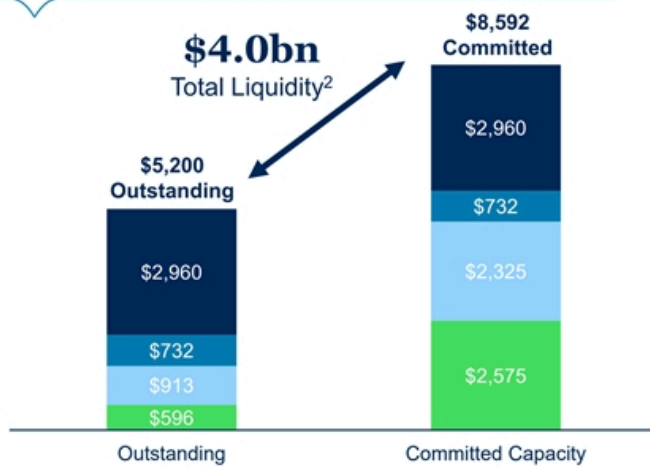 $4.0bn
Total Liquidity2
$8,592
Committed
$5,200
Outstanding
$2,960
$732
$913
$596
$2,960
$732
$2,325
$2,575
Outstanding
Committed Capacity